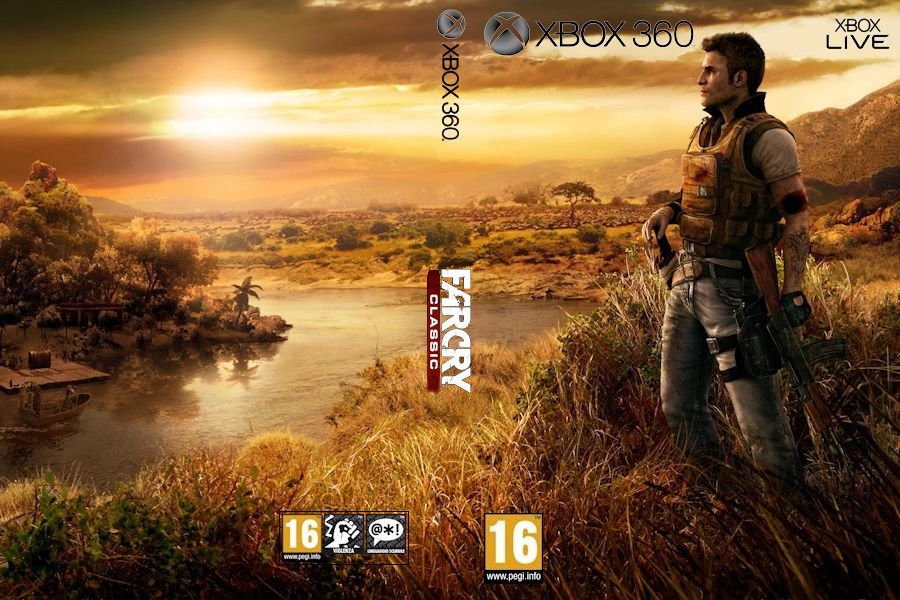 XBOX 360
XBOX
LIVE
XBOX 360.
FARCRY
CLASSIC
16
www.pegi.info
VIOLENZA
@*!
LINGUAGGIO SCURRILE
16
www.pegi.info